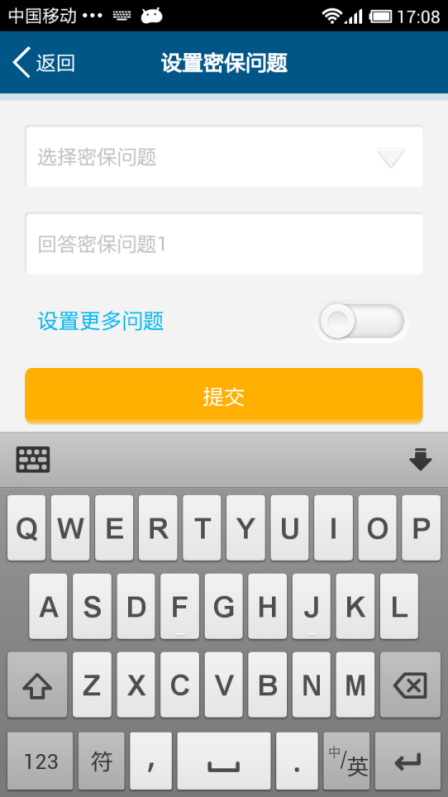 中国移动 ••• 17:08
返回 设置密保问题
选择密保问题
回答密保问题1
设置更多问题
提交
Q W E R T Y U I O P
A S D F G H J K L
Z X C V B N M
123 符 , . 中/英